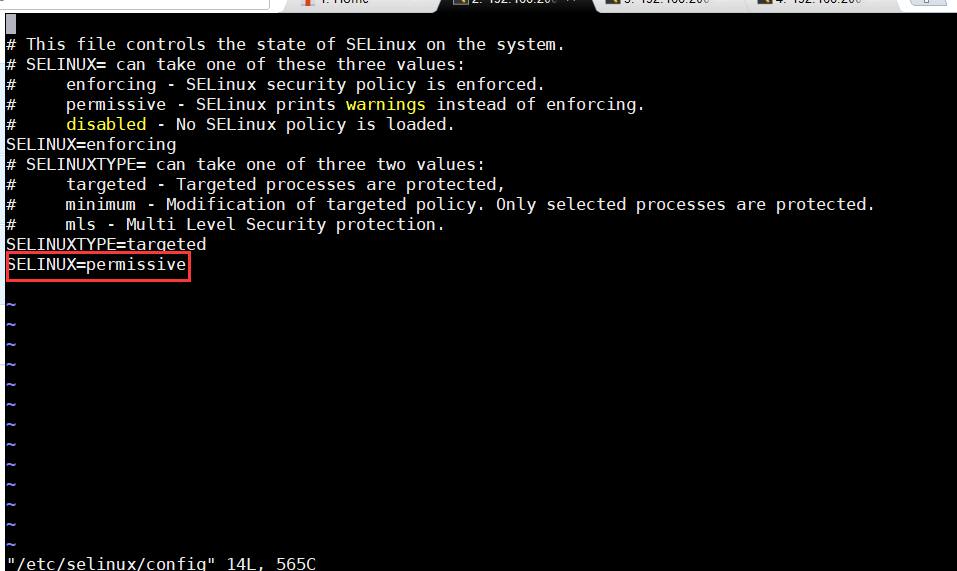 1. Home 2. 192.168.20 3. 192.168.20 4. 192.168.20
# This file controls the state of SELinux on the system.
# SELINUX= can take one of these three values:
#     enforcing - SELinux security policy is enforced.
#     permissive - SELinux prints warnings instead of enforcing.
#     disabled - No SELinux policy is loaded.
SELINUX=enforcing
# SELINUXTYPE= can take one of three two values:
#     targeted - Targeted processes are protected,
#     minimum - Modification of targeted policy. Only selected processes are protected.
#     mls - Multi Level Security protection.
SELINUXTYPE=targeted
SELINUX=permissive
~
~
~
~
~
~
~
~
~
~
~
~
~
"/etc/selinux/config" 14L, 565C